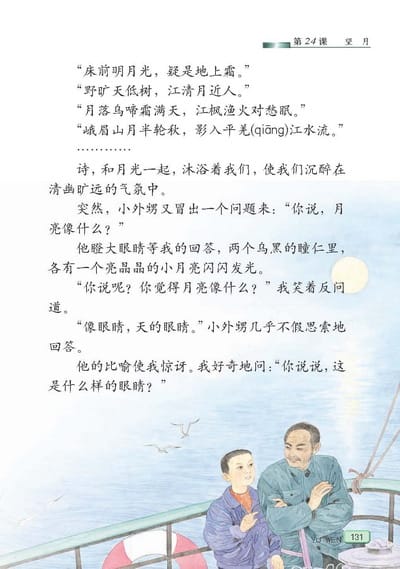 第24课 望 月
“床前明月光，疑是地上霜。”
“野旷天低树，江清月近人。”
“月落乌啼霜满天，江枫渔火对愁眠。”
“峨眉山月半轮秋，影入平羌(qiāng)江水流。”
…………
诗，和月光一起，沐浴着我们，使我们沉醉在
清幽旷远的气氛中。
突然，小外甥又冒出一个问题来：“你说，月
亮像什么？”
他瞪大眼睛等我的回答，两个乌黑的瞳仁里，
各有一个亮晶晶的小月亮闪闪发光。
“你说呢？你觉得月亮像什么？”我笑着反问
道。
“像眼睛，天的眼睛。”小外甥几乎不假思索地
回答。
他的比喻使我惊讶。我好奇地问：“你说说，这
是什么样的眼睛？”
YU WEN 131